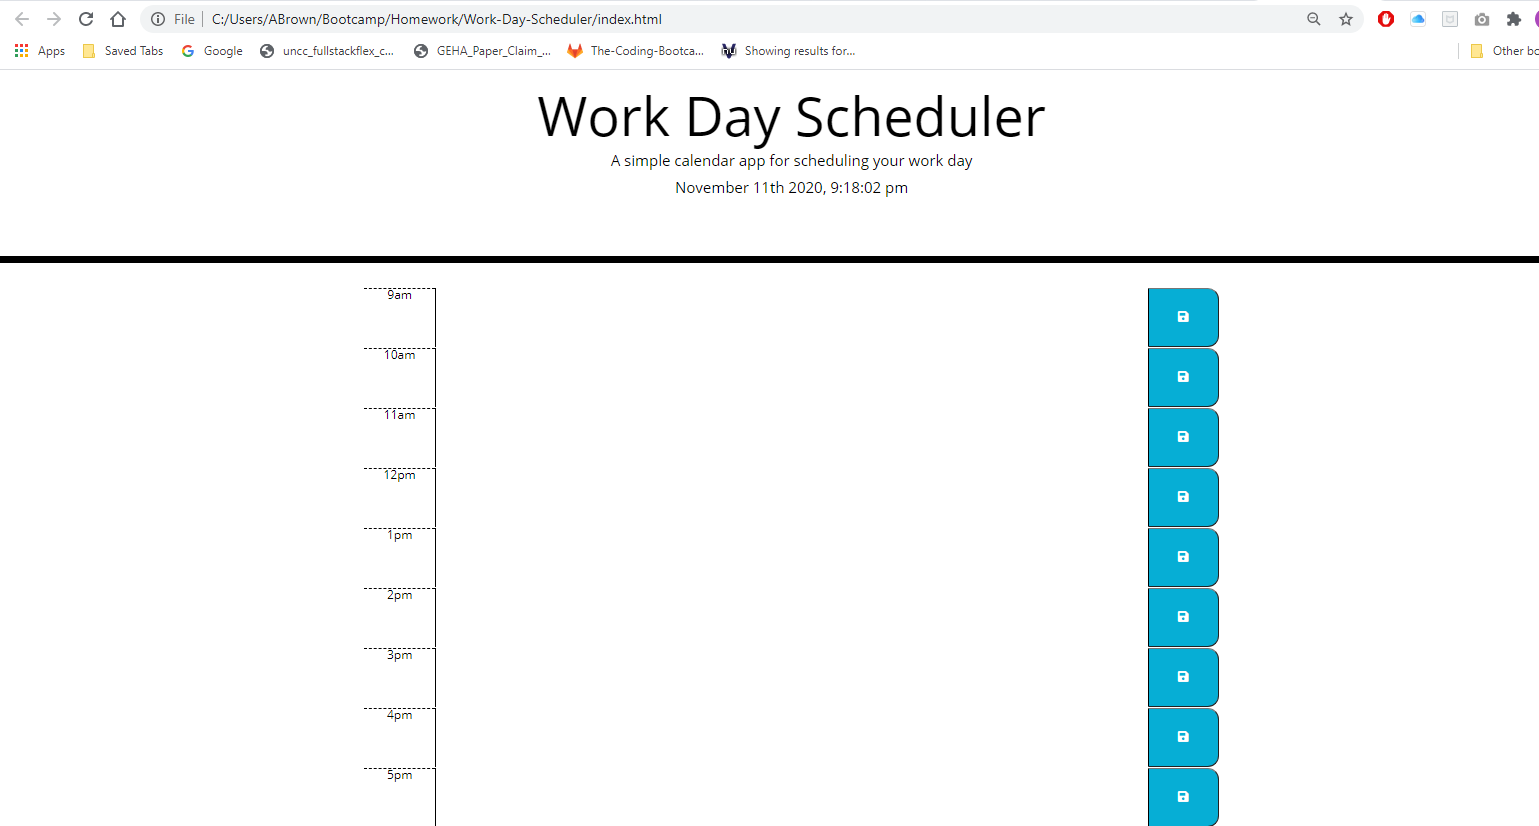 File C:/Users/ABrown/Bootcamp/Homework/Work-Day-Scheduler/index.html
Apps Saved Tabs Google uncc_fullstackflex_c... GEHA_Paper_Claim_... The-Coding-Bootca... Showing results for... Other bo
Work Day Scheduler
A simple calendar app for scheduling your work day
November 11th 2020, 9:18:02 pm
9am
10am
11am
12pm
1pm
2pm
3pm
4pm
5pm